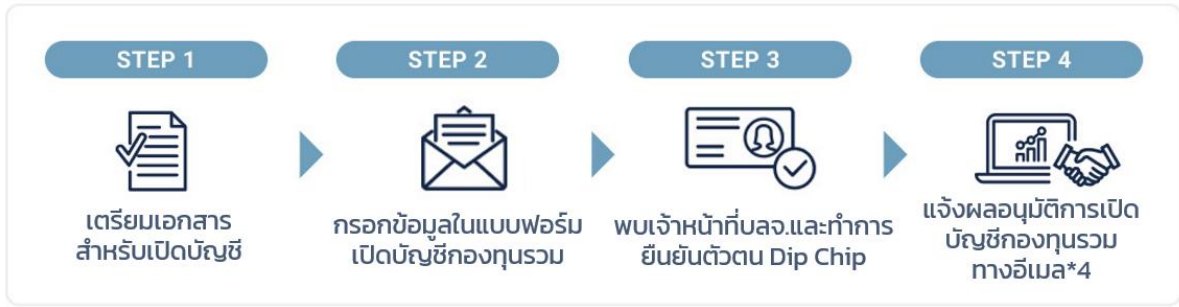 STEP 1
STEP 2
STEP 3
STEP 4
เตรียมเอกสาร
สำหรับเปิดบัญชี
กรอกข้อมูลในแบบฟอร์ม
เปิดบัญชีกองทุนรวม
พบเจ้าหน้าที่บลจ.และทำการ
ยืนยันตัวตน Dip Chip
แจ้งผลอนุมัติการเปิด
บัญชีกองทุนรวม
ทางอีเมล*4